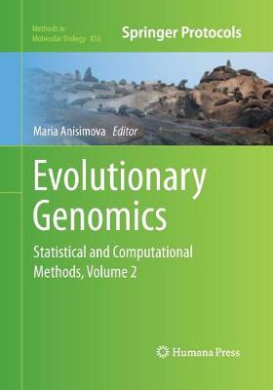 Methods in
Molecular Biology 856
Springer Protocols
Maria Anisimova Editor
Evolutionary
Genomics
Statistical and Computational
Methods, Volume 2
Humana Press